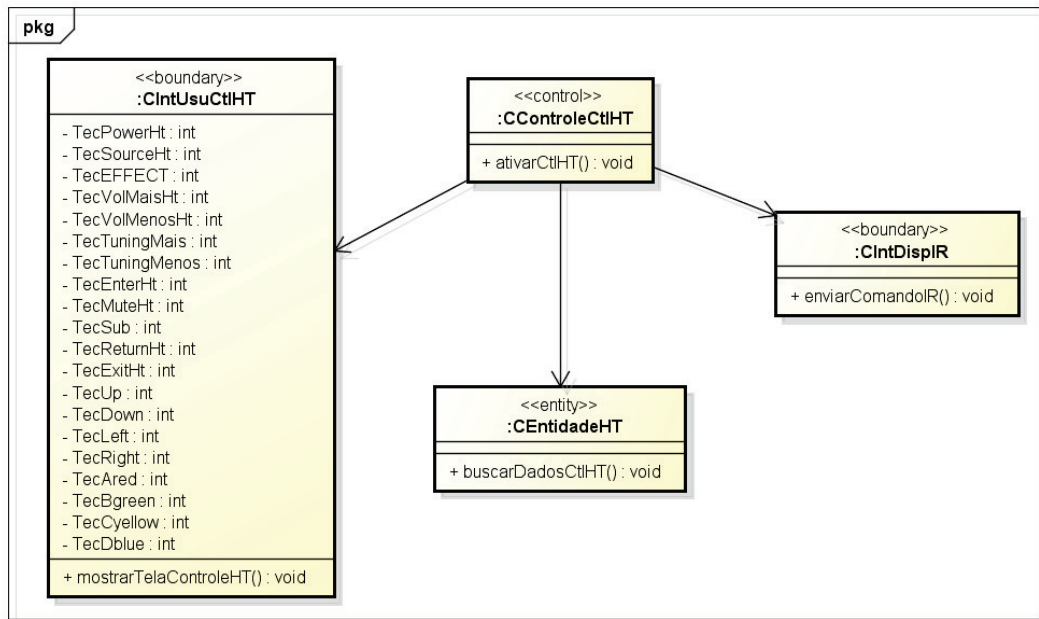 pkg
<<boundary>>
:CIntUsuCtlHT
- TecPowerHt : int
- TecSourceHt : int
- TecEFFECT : int
- TecVolMaisHt : int
- TecVolMenosHt : int
- TecTuningMais : int
- TecTuningMenos : int
- TecEnterHt : int
- TecMuteHt : int
- TecSub : int
- TecReturnHt : int
- TecExitHt : int
- TecUp : int
- TecDown : int
- TecLeft : int
- TecRight : int
- TecAred : int
- TecBgreen : int
- TecCyellow : int
- TecDblue : int
+ mostrarTelaControleHT() : void
<<control>>
:CControleCtlHT
+ ativarCtlHT() : void
<<boundary>>
:CIntDispIR
+ enviarComandoIR() : void
<<entity>>
:CEntidadeHT
+ buscarDadosCtlHT() : void